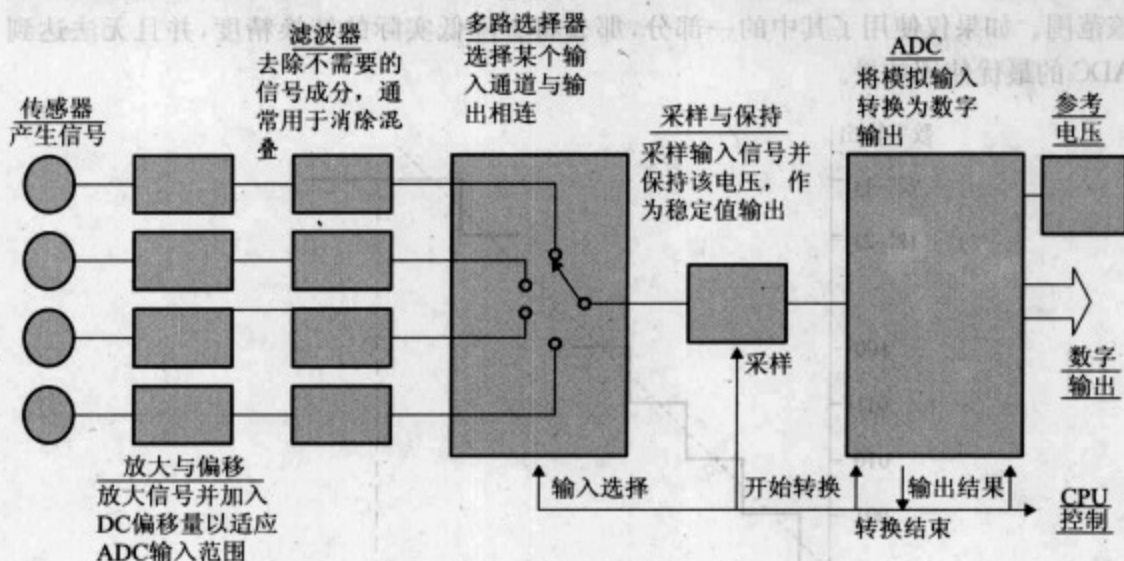 ADC
滤波器
去除不需要的
信号成分，通
常用于消除混
叠
多路选择器
选择某个输
入通道与输
出相连
ADC
将模拟输入
转换为数字
输出
传感器
产生信号
采样与保持
采样输入信号并
保持该电压，作
为稳定值输出
参考
电压
采样
数字
输出
放大与偏移
放大信号并加入
DC偏移量以适应
ADC输入范围
输入选择
开始转换
输出结果
转换结束
CPU
控制